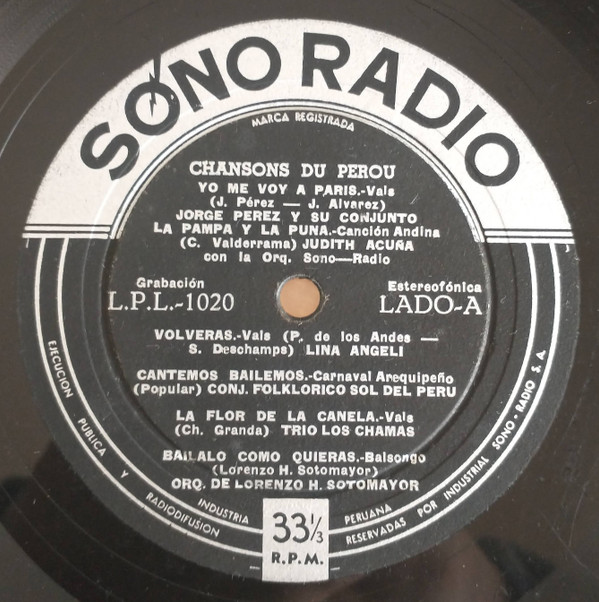 SONO RADIO
MARCA REGISTRADA
CHANSONS DU PEROU
YO ME VOY A PARIS.-Vals
(J. Pérez — J. Alvarez)
JORGE PEREZ Y SU CONJUNTO
LA PAMPA Y LA PUNA.-Canción Andina
(C. Valderrama) JUDITH ACUÑA
con la Orq. Sono—Radio
Grabación
L.P.L.-1020
Estereofónica
LADO-A
VOLVERAS.-Vals (P. de los Andes —
S. Deschamps) LINA ANGELI
CANTEMOS BAILEMOS.-Carnaval Arequipeño
(Popular) CONJ. FOLKLORICO SOL DEL PERU
LA FLOR DE LA CANELA.-Vals
(Ch. Granda) TRIO LOS CHAMAS
BAILALO COMO QUIERAS.-Balsongo
(Lorenzo H. Sotomayor)
ORQ. DE LORENZO H. SOTOMAYOR
INDUSTRIA PERUANA
EJECUCION PUBLICA Y RADIODIFUSION RESERVADAS POR INDUSTRIAL SONO-RADIO S. A.
33⅓
R.P.M.